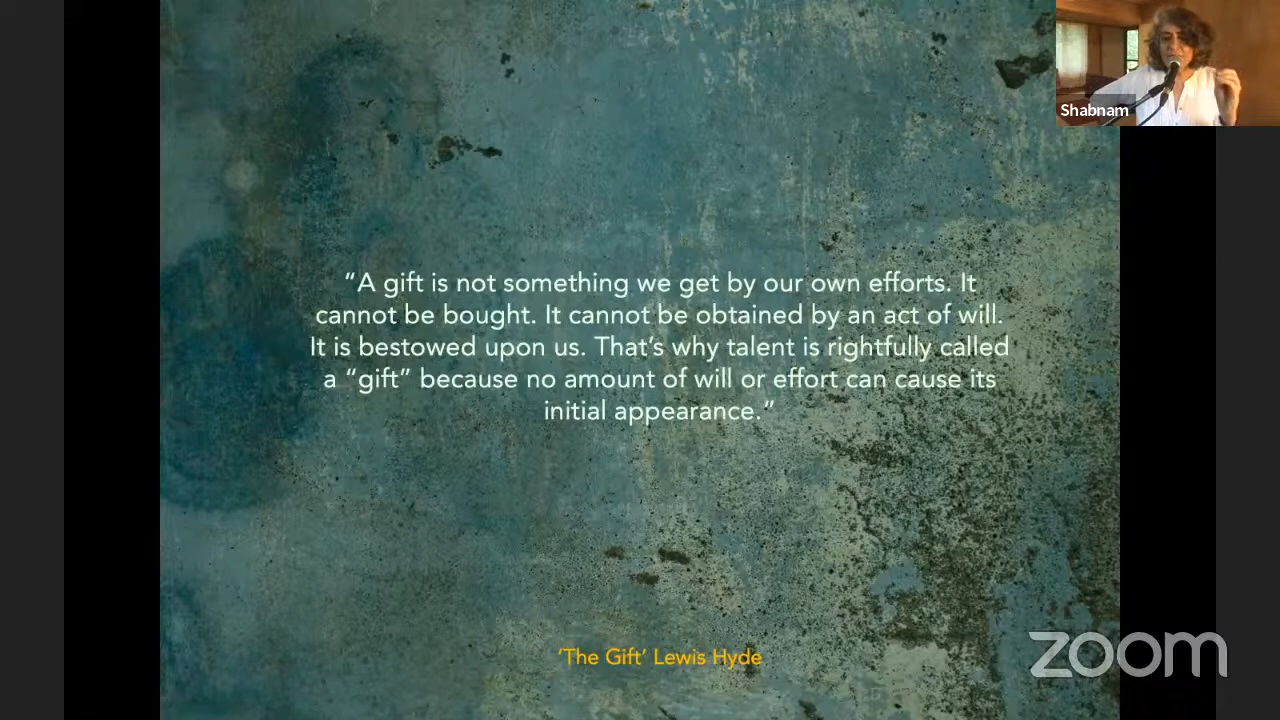 Shabnam
“A gift is not something we get by our own efforts. It
cannot be bought. It cannot be obtained by an act of will.
It is bestowed upon us. That’s why talent is rightfully called
a “gift” because no amount of will or effort can cause its
initial appearance.”
‘The Gift’ Lewis Hyde
zoom